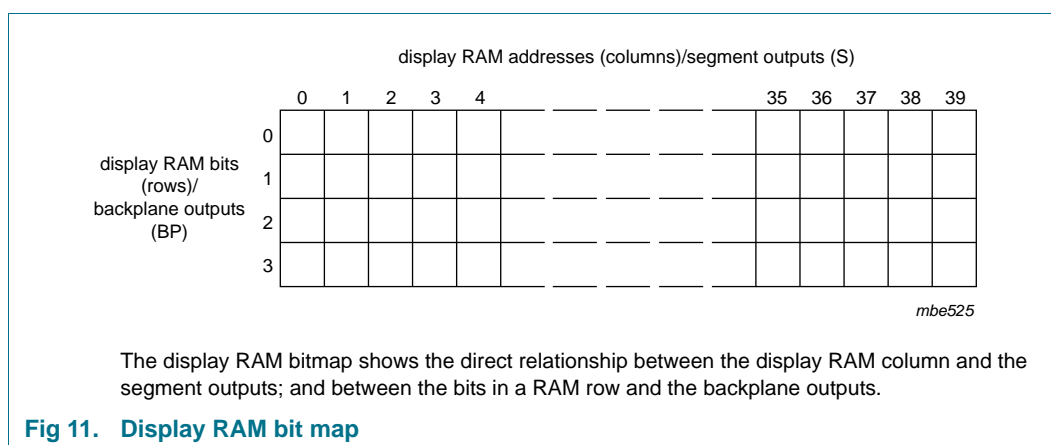 display RAM addresses (columns)/segment outputs (S)
0 1 2 3 4 35 36 37 38 39
0
display RAM bits
(rows)/
backplane outputs
(BP)
1
2
3
mbe525
The display RAM bitmap shows the direct relationship between the display RAM column and the
segment outputs; and between the bits in a RAM row and the backplane outputs.
Fig 11. Display RAM bit map